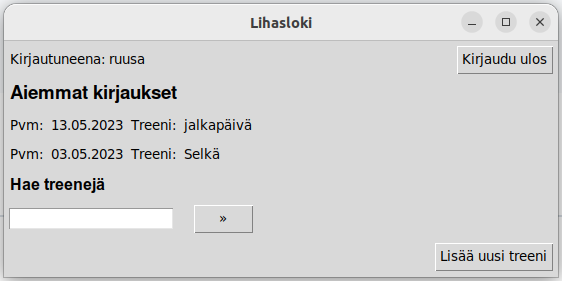 Lihasloki
Kirjautuneena: ruusa
Kirjaudu ulos
Aiemmat kirjaukset
Pvm: 13.05.2023 Treeni: jalkapäivä
Pvm: 03.05.2023 Treeni: Selkä
Hae treenejä
»
Lisää uusi treeni